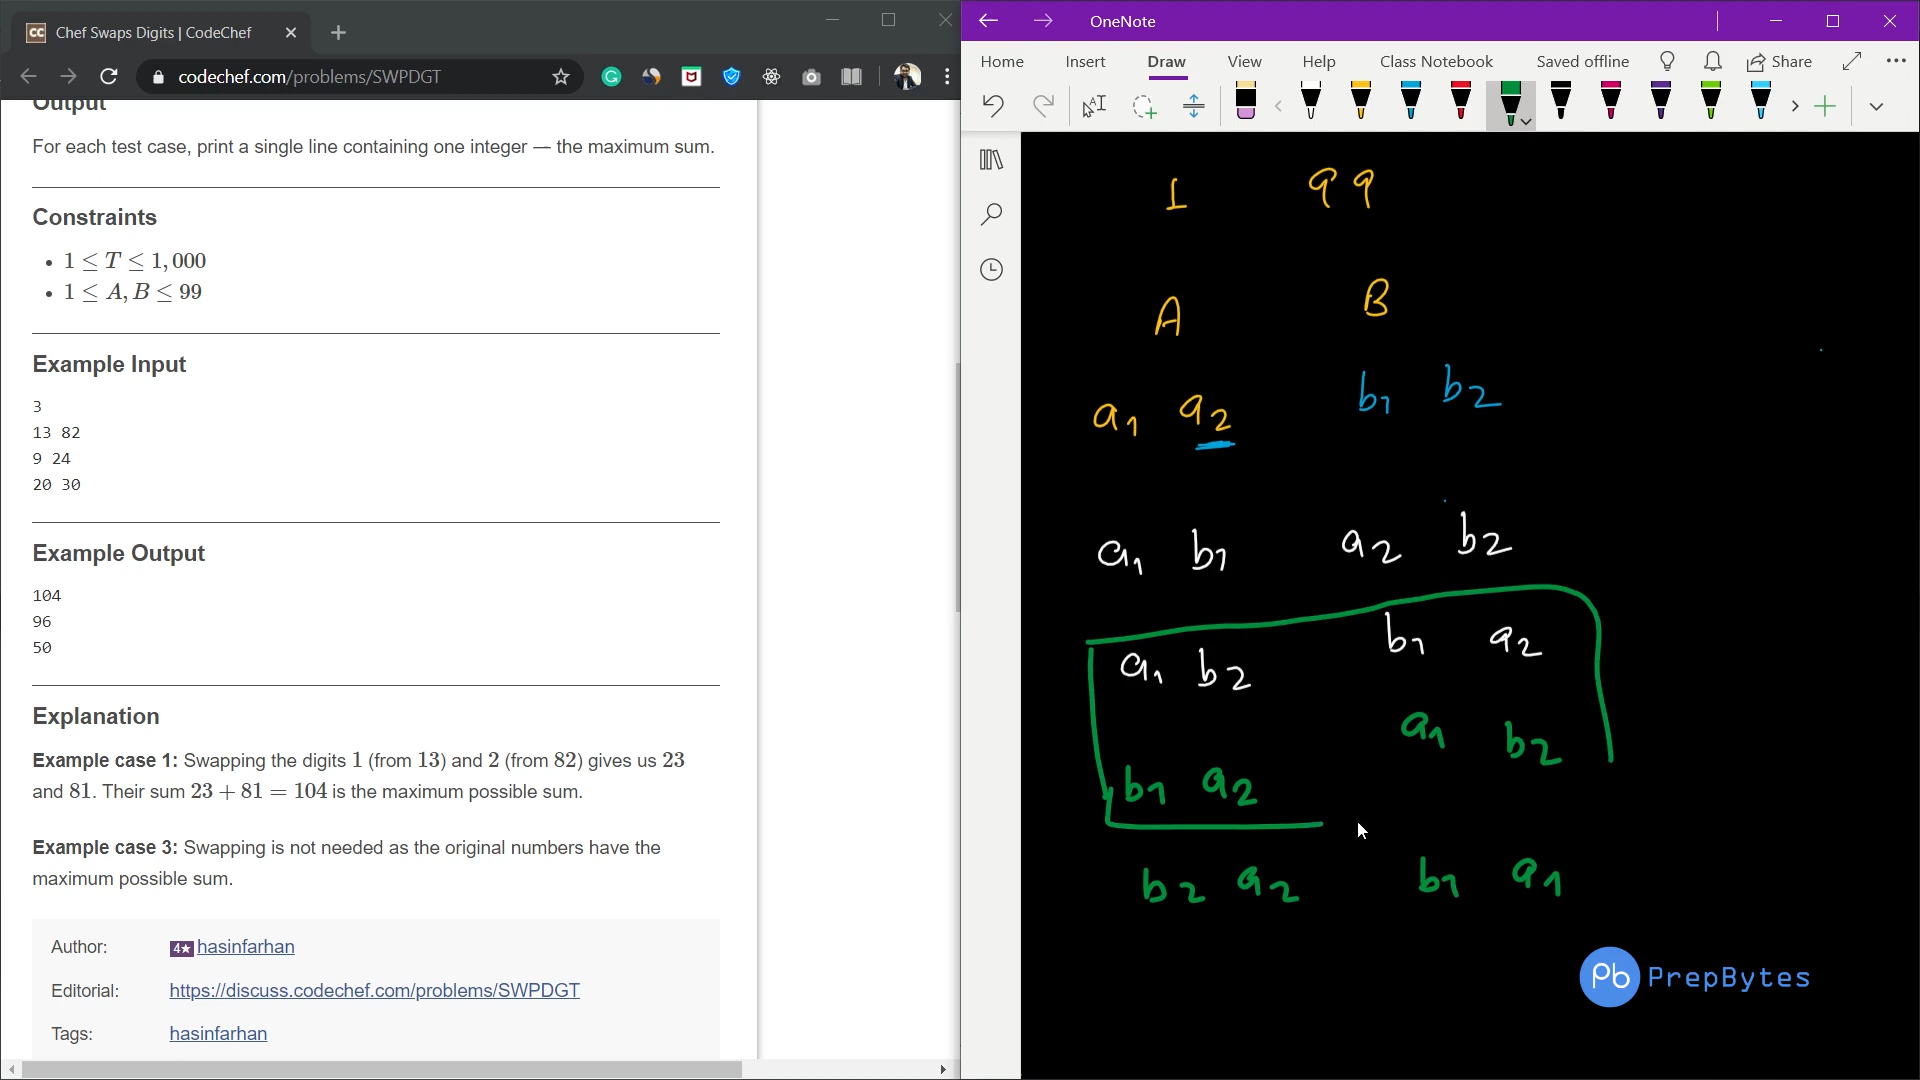 Chef Swaps Digits | CodeChef
codechef.com/problems/SWPDGT
Output
For each test case, print a single line containing one integer — the maximum sum.
Constraints
1 ≤ T ≤ 1,000
1 ≤ A, B ≤ 99
Example Input
3
13 82
9 24
20 30
Example Output
104
96
50
Explanation
Example case 1: Swapping the digits 1 (from 13) and 2 (from 82) gives us 23
and 81. Their sum 23 + 81 = 104 is the maximum possible sum.
Example case 3: Swapping is not needed as the original numbers have the
maximum possible sum.
Author: 4★ hasinfarhan
Editorial: https://discuss.codechef.com/problems/SWPDGT
Tags: hasinfarhan
OneNote
Home Insert Draw View Help Class Notebook Saved offline Share
1 99
A B
a1 a2 b1 b2
a1 b1 a2 b2
a1 b2 b1 a2
b1 a2 a1 b2
b2 a2 b1 a1
Pb PrepBytes